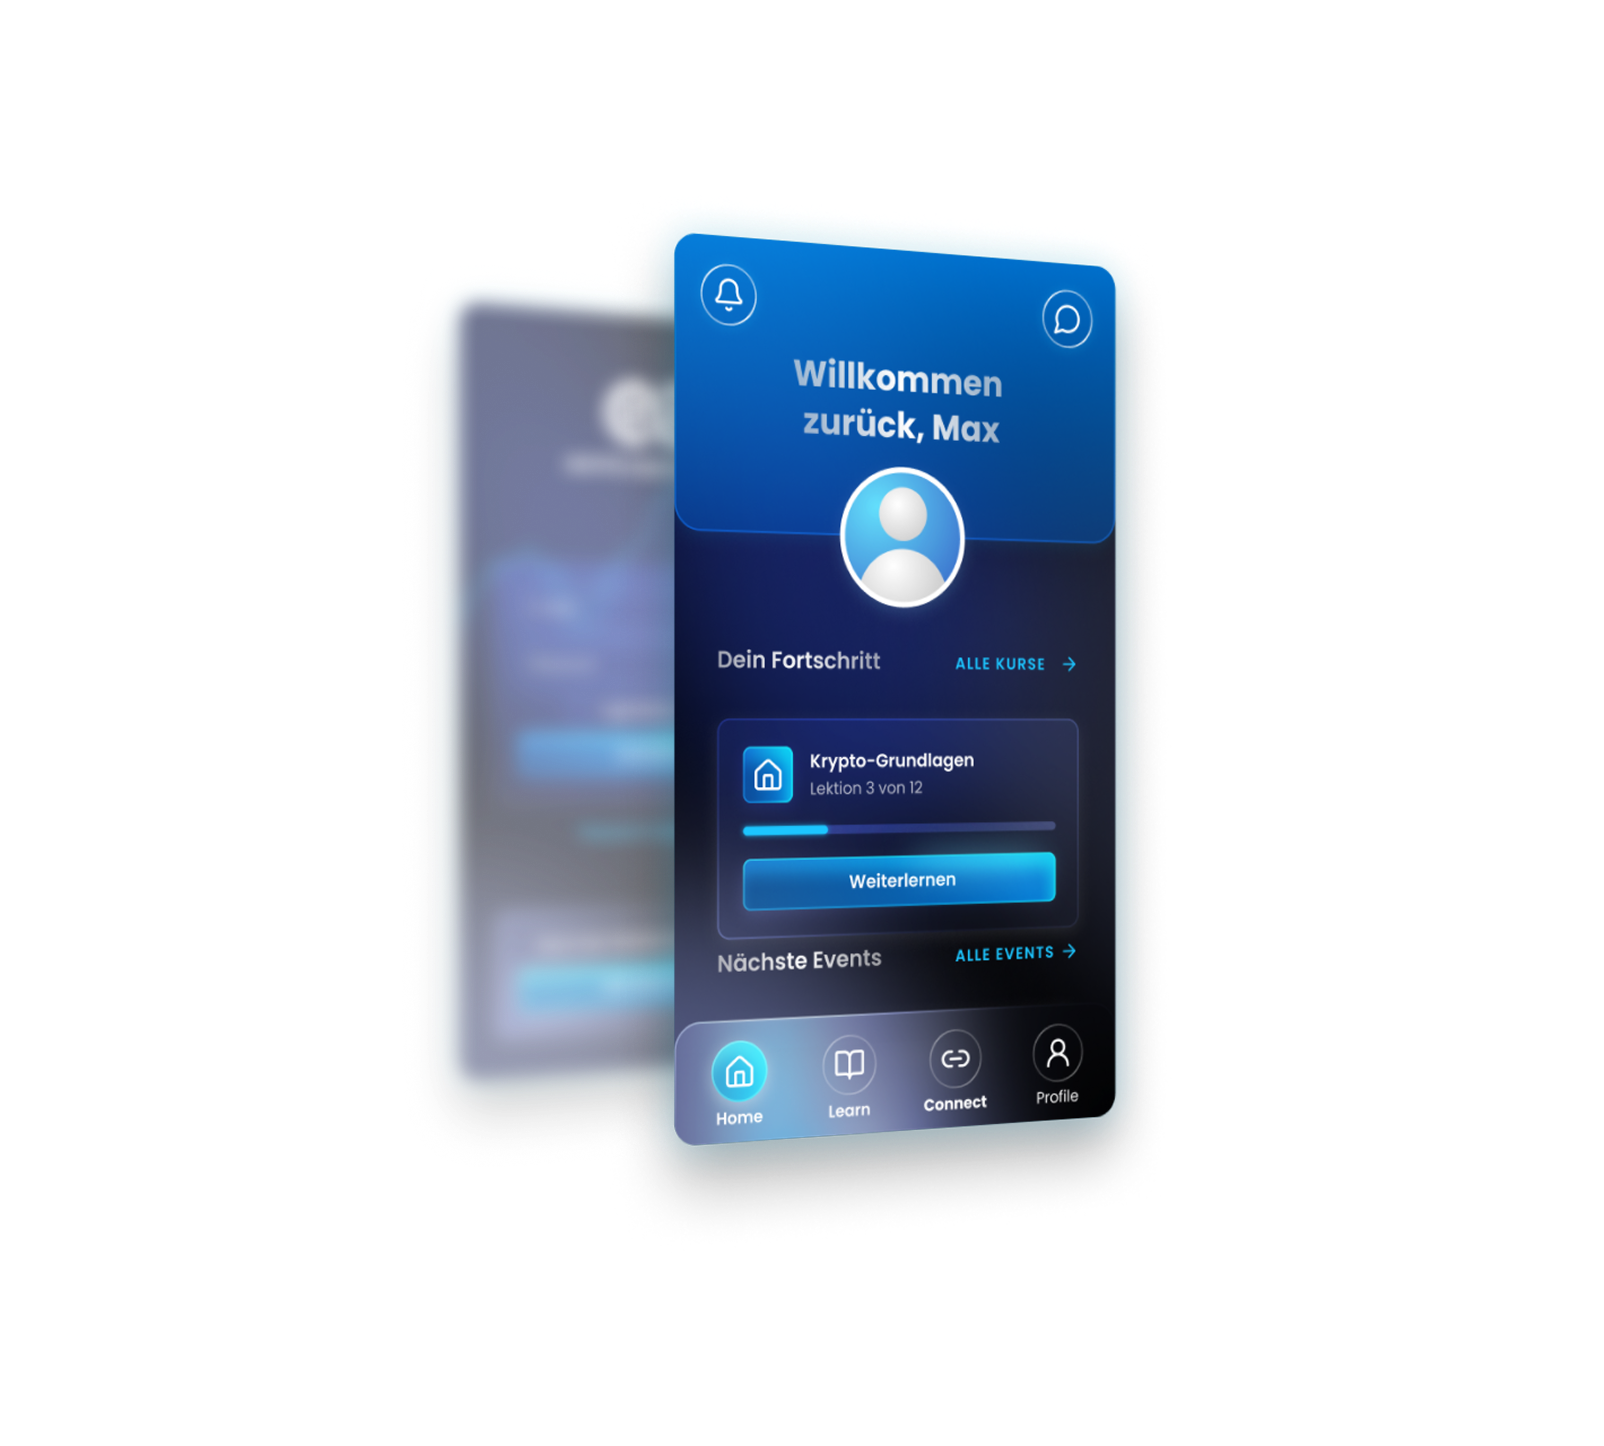 Willkommen
zurück, Max
Dein Fortschritt
ALLE KURSE
Krypto-Grundlagen
Lektion 3 von 12
Weiterlernen
Nächste Events
ALLE EVENTS
Home
Learn
Connect
Profile